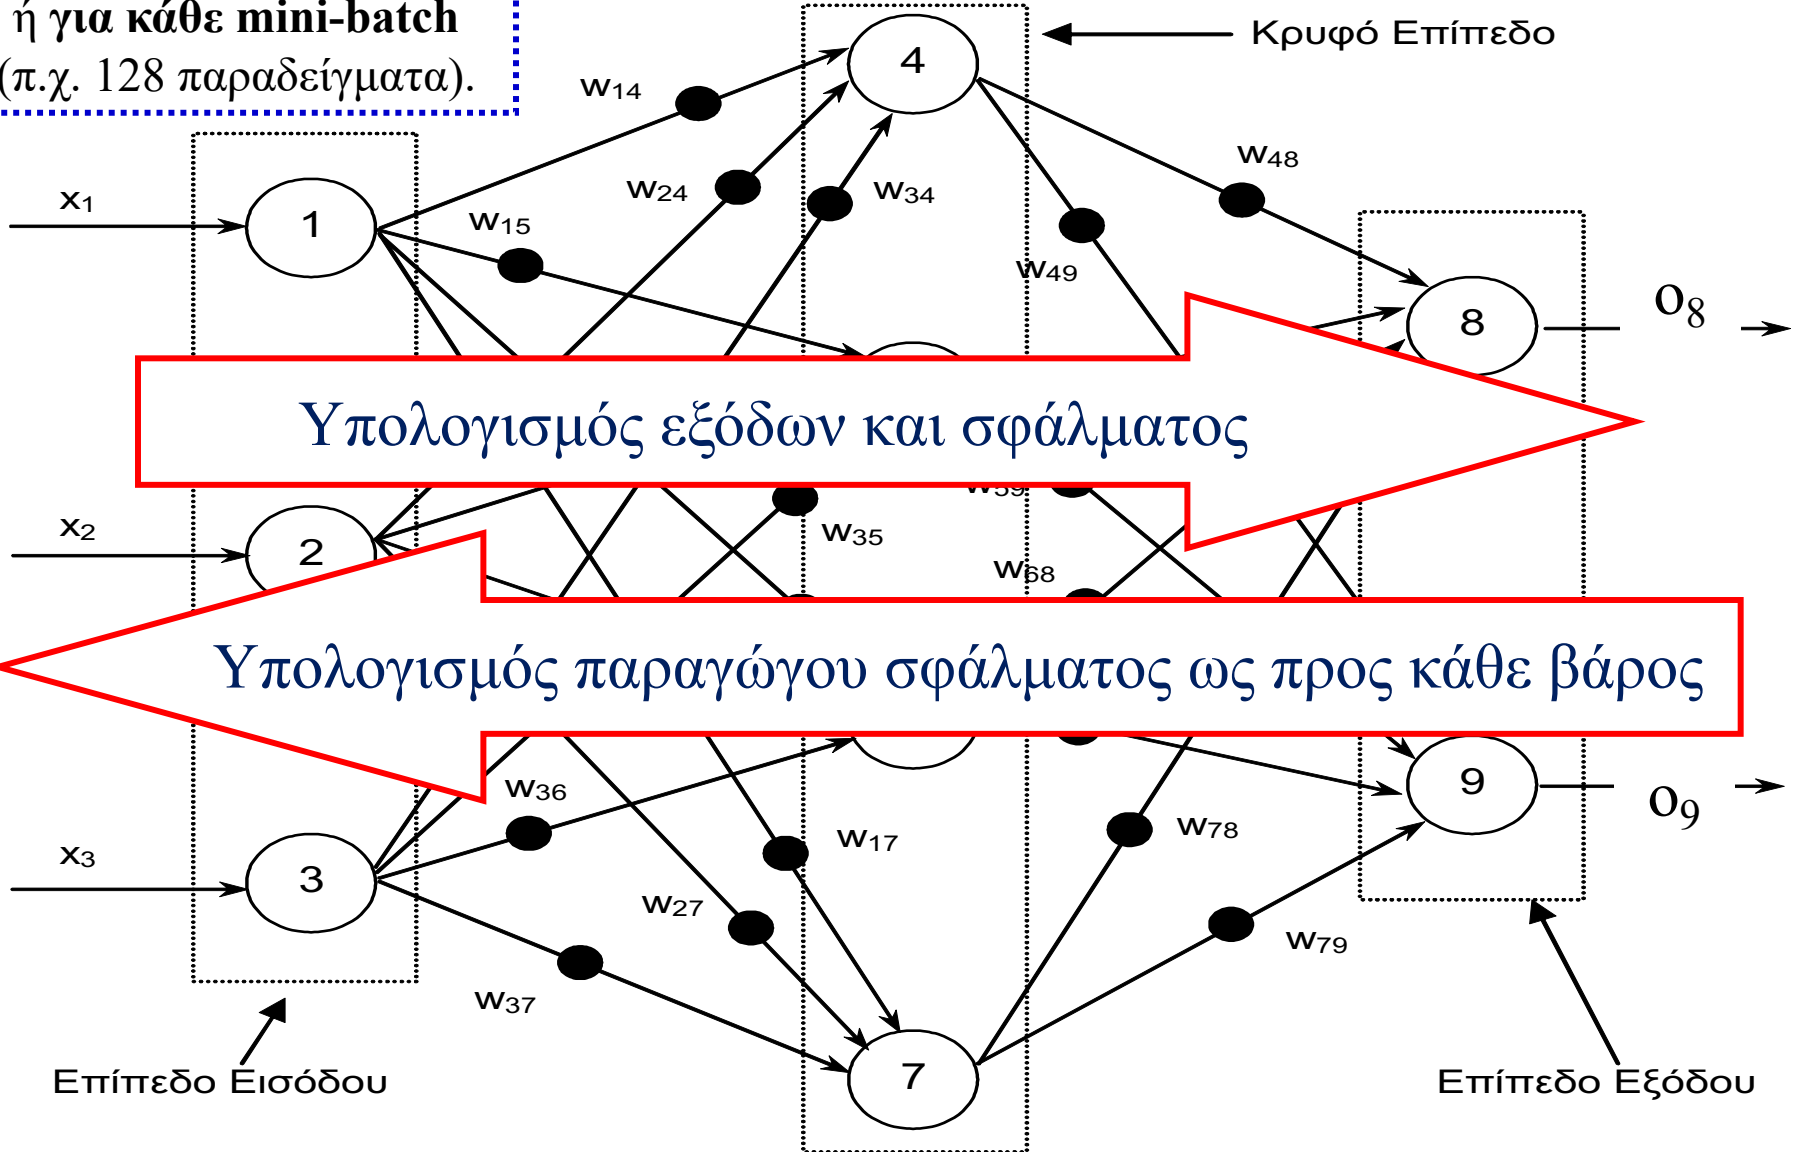 ή για κάθε mini-batch
(π.χ. 128 παραδείγματα).
Κρυφό Επίπεδο
4
w14
w48
w24
w34
x1
1
w15
w49
8
o8
Υπολογισμός εξόδων και σφάλματος
w59
x2
2
w35
w68
Υπολογισμός παραγώγου σφάλματος ως προς κάθε βάρος
w36
9
o9
x3
3
w17
w78
w27
w79
w37
7
Επίπεδο Εισόδου
Επίπεδο Εξόδου